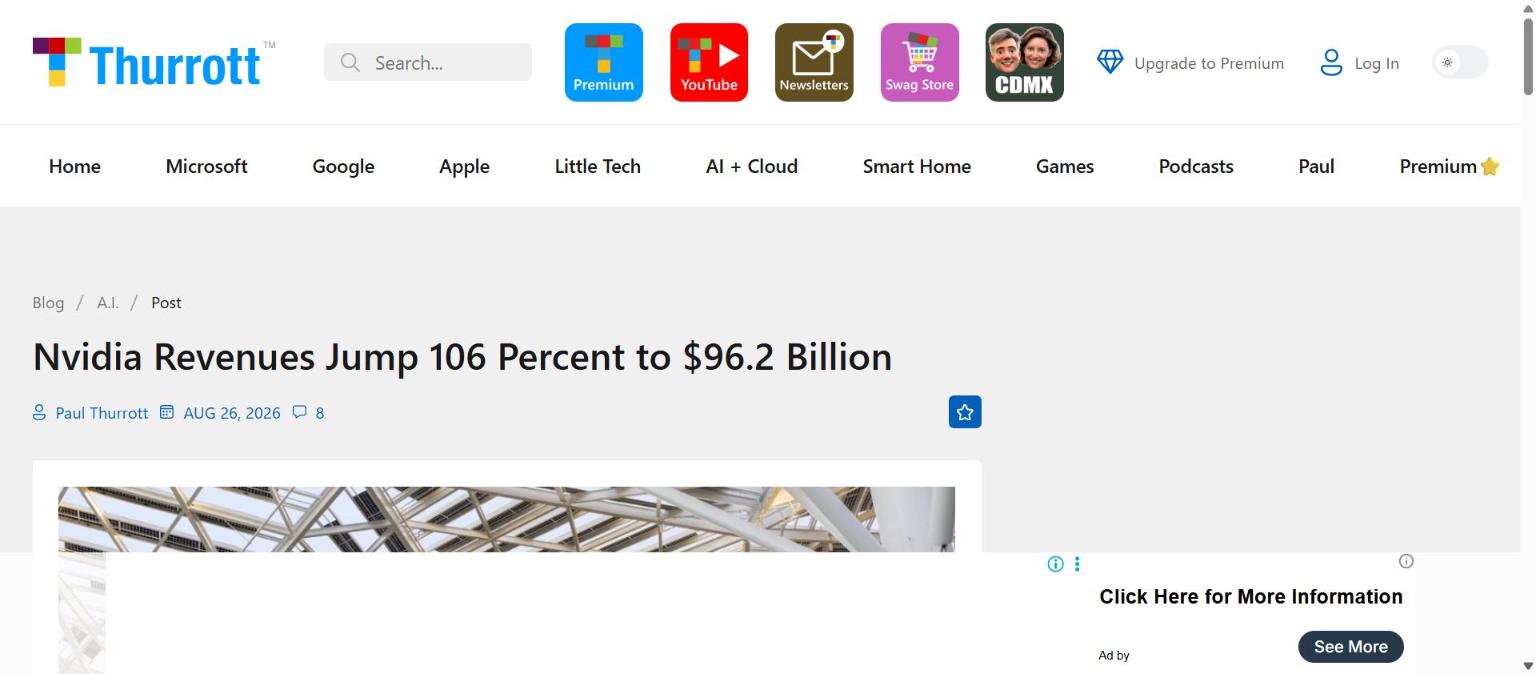 Thurrott™
Search...
Premium
YouTube
Newsletters
Swag Store
CDMX
Upgrade to Premium
Log In
Home
Microsoft
Google
Apple
Little Tech
AI + Cloud
Smart Home
Games
Podcasts
Paul
Premium
Blog / A.I. / Post
Nvidia Revenues Jump 106 Percent to $96.2 Billion
Paul Thurrott AUG 26, 2026 8
Click Here for More Information
Ad by
See More